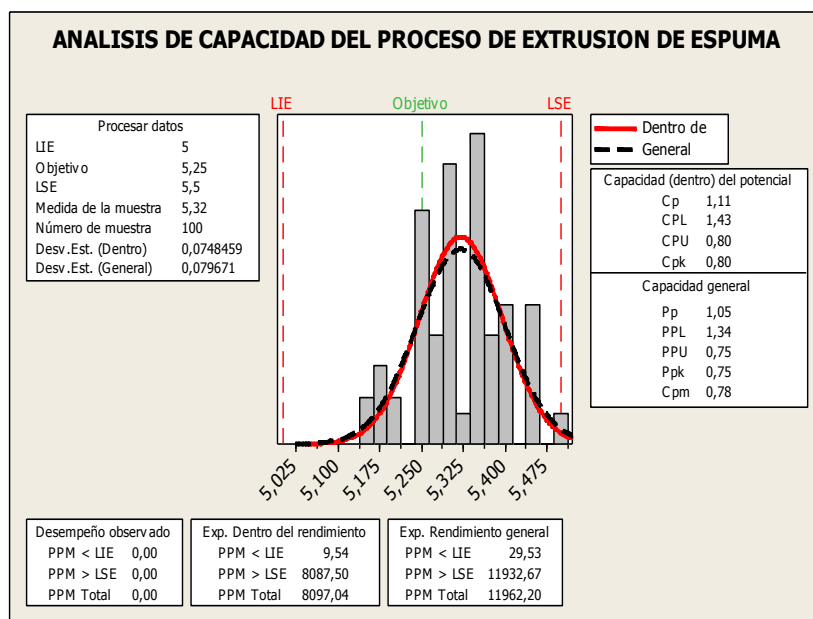 ANALISIS DE CAPACIDAD DEL PROCESO DE EXTRUSION DE ESPUMA
LIE Objetivo LSE
Procesar datos
LIE 5
Objetivo 5,25
LSE 5,5
Medida de la muestra 5,32
Número de muestra 100
Desv.Est. (Dentro) 0,0748459
Desv.Est. (General) 0,079671
Dentro de
General
Capacidad (dentro) del potencial
Cp 1,11
CPL 1,43
CPU 0,80
Cpk 0,80
Capacidad general
Pp 1,05
PPL 1,34
PPU 0,75
Ppk 0,75
Cpm 0,78
5,025 5,100 5,175 5,250 5,325 5,400 5,475
Desempeño observado
PPM < LIE 0,00
PPM > LSE 0,00
PPM Total 0,00
Exp. Dentro del rendimiento
PPM < LIE 9,54
PPM > LSE 8087,50
PPM Total 8097,04
Exp. Rendimiento general
PPM < LIE 29,53
PPM > LSE 11932,67
PPM Total 11962,20